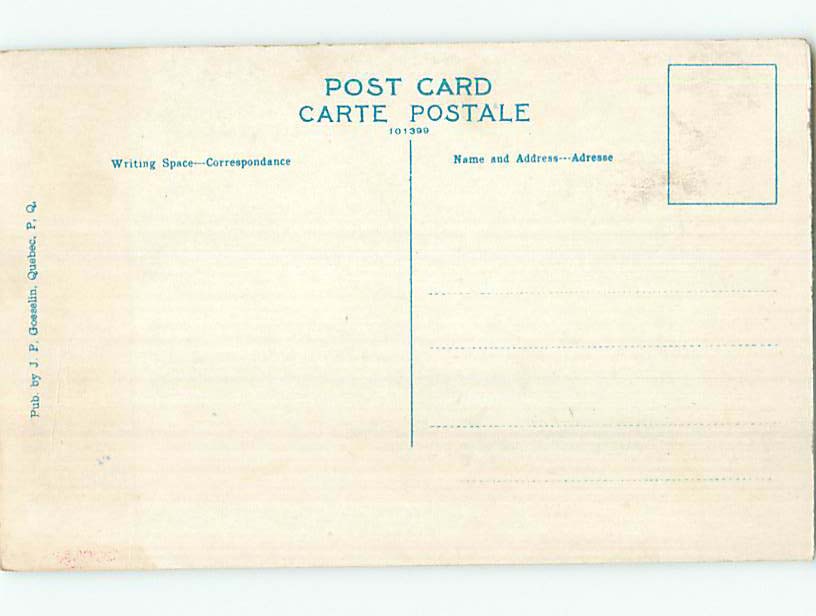 POST CARD
CARTE POSTALE
101399
Writing Space---Correspondance
Name and Address---Adresse
Pub. by J. P. Gosselin, Quebec, P. Q.